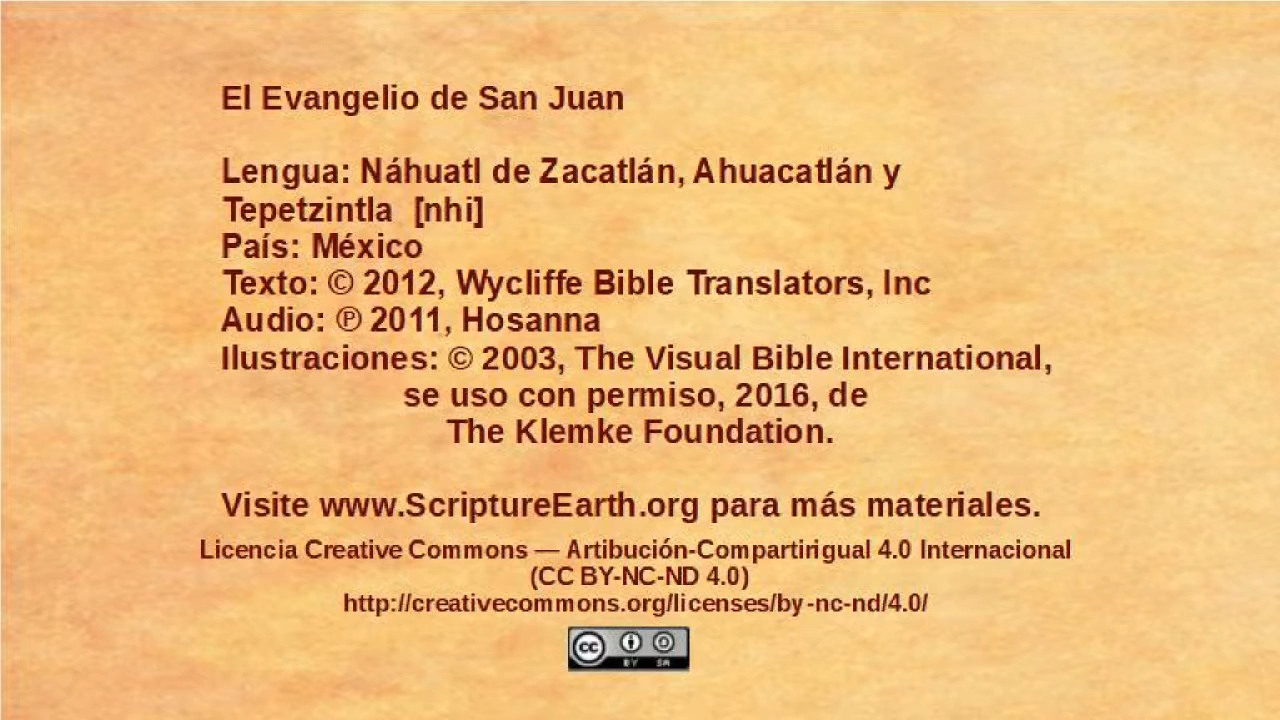 El Evangelio de San Juan
Lengua: Náhuatl de Zacatlán, Ahuacatlán y
Tepetzintla [nhi]
País: México
Texto: © 2012, Wycliffe Bible Translators, Inc
Audio: ℗ 2011, Hosanna
Ilustraciones: © 2003, The Visual Bible International,
se uso con permiso, 2016, de
The Klemke Foundation.
Visite www.ScriptureEarth.org para más materiales.
Licencia Creative Commons — Artibución-Compartirigual 4.0 Internacional
(CC BY-NC-ND 4.0)
http://creativecommons.org/licenses/by-nc-nd/4.0/
cc BY SA